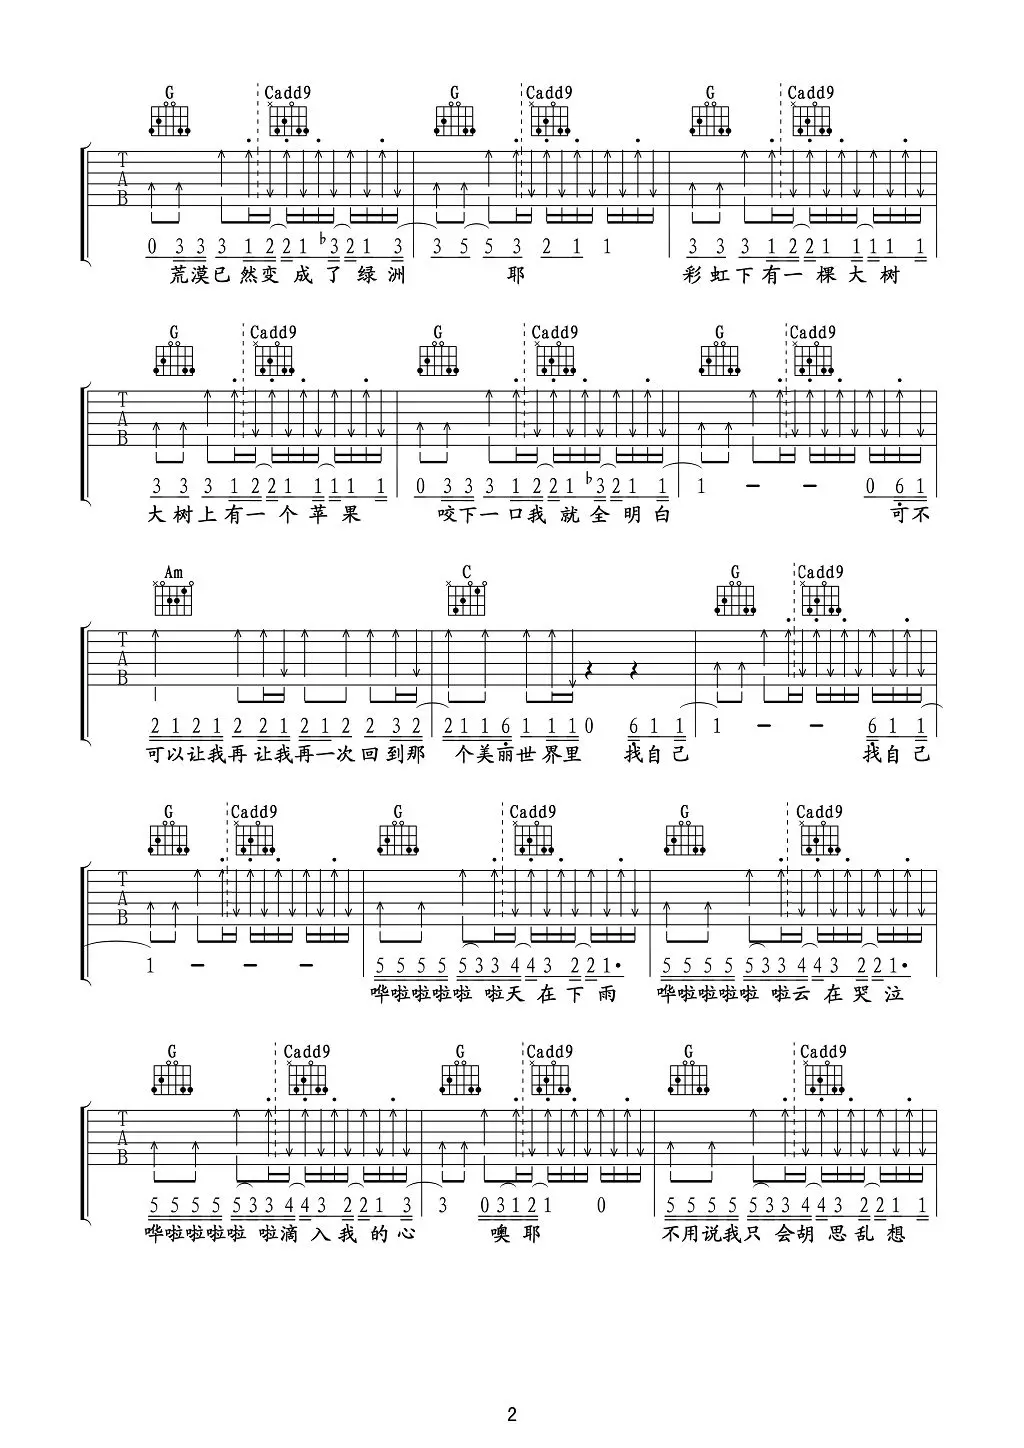 G Cadd9 G Cadd9 G Cadd9
T
A
B
0 3 3 3 1 2 2 1 ♭3 2 1 3 3 5 5 3 2 1 1 3 3 3 1 2 2 1 1 1 1 1
荒漠已然变成了绿洲 耶 彩虹下有一棵大树
G Cadd9 G Cadd9 G Cadd9
T
A
B
3 3 3 1 2 2 1 1 1 1 1 0 3 3 3 1 2 2 1 ♭3 2 1 1 1 – – 0 6 1
大树上有一个苹果 咬下一口我就全明白 可不
Am C G Cadd9
T
A
B
2 1 2 1 2 2 1 2 1 2 2 3 2 2 1 1 6 1 1 1 0 6 1 1 1 – – 6 1 1
可以让我再让我再一次回到那 个美丽世界里 找自己 找自己
G Cadd9 G Cadd9 G Cadd9
T
A
B
1 – – – 5 5 5 5 5 3 3 4 4 3 2 2 1• 5 5 5 5 5 3 3 4 4 3 2 2 1•
哗啦啦啦啦 啦天在下雨 哗啦啦啦啦 啦云在哭泣
G Cadd9 G Cadd9 G Cadd9
T
A
B
5 5 5 5 5 3 3 4 4 3 2 2 1 3 3 0 3 1 2 1 0 5 5 5 5 5 3 3 4 4 3 2 2 1 1
哗啦啦啦啦 啦滴入我的心 噢耶 不用说我只会胡思乱想
2